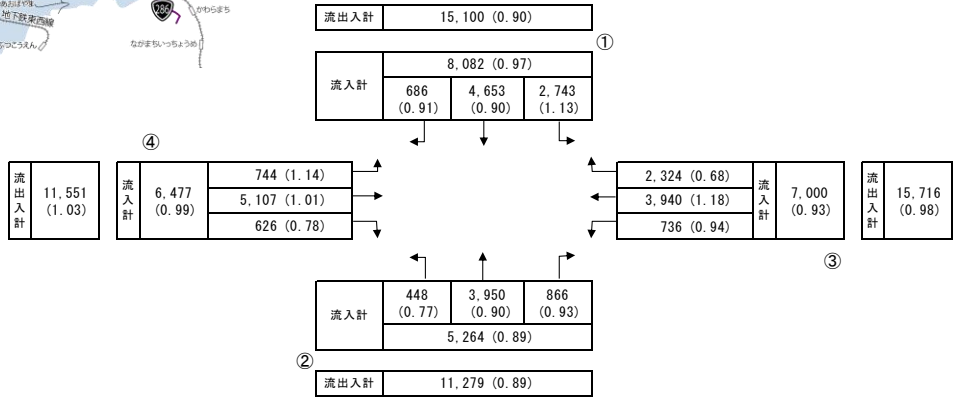 あおばやま
地下鉄東西線
286
かわらまち
ながまちいっちょうめ
流出入計 15,100 (0.90)
①
流入計 8,082 (0.97)
686 4,653 2,743
(0.91) (0.90) (1.13)
④
流出入計 11,551 (1.03)
流入計 6,477 (0.99)
744 (1.14)
5,107 (1.01)
626 (0.78)
2,324 (0.68)
3,940 (1.18)
736 (0.94)
流入計 7,000 (0.93)
流出入計 15,716 (0.98)
③
流入計
448 3,950 866
(0.77) (0.90) (0.93)
5,264 (0.89)
②
流出入計 11,279 (0.89)